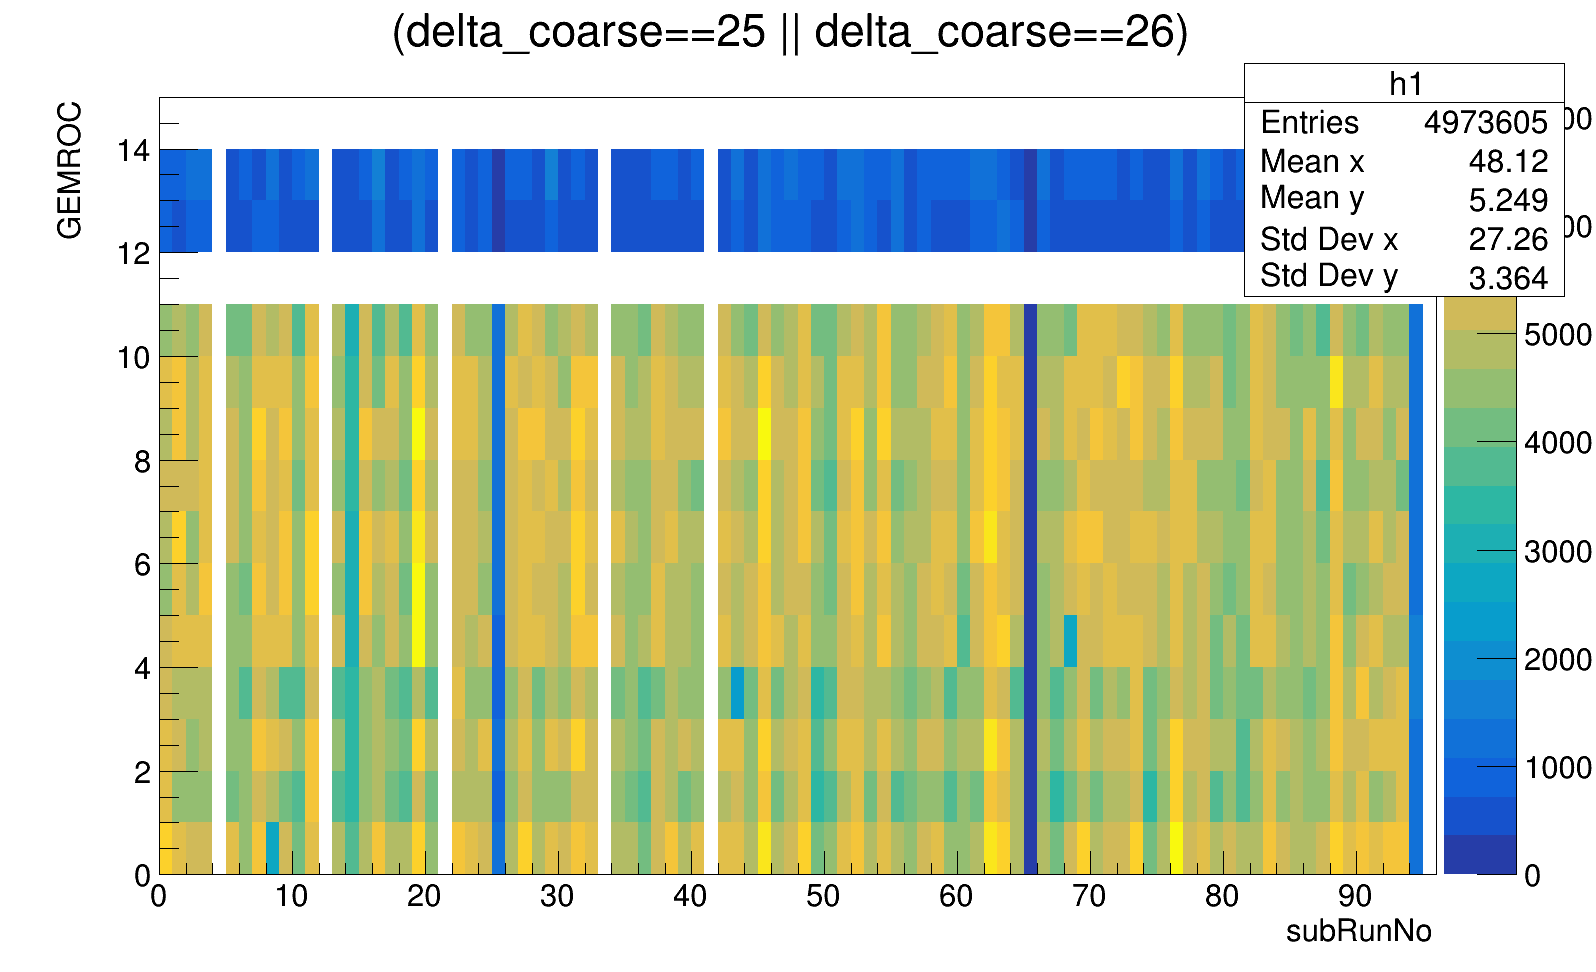 (delta_coarse==25 || delta_coarse==26)
h1
Entries 4973605
Mean x 48.12
Mean y 5.249
Std Dev x 27.26
Std Dev y 3.364
GEMROC
14
12
10
8
6
4
2
0
0 10 20 30 40 50 60 70 80 90
subRunNo
5000
4000
3000
2000
1000
0